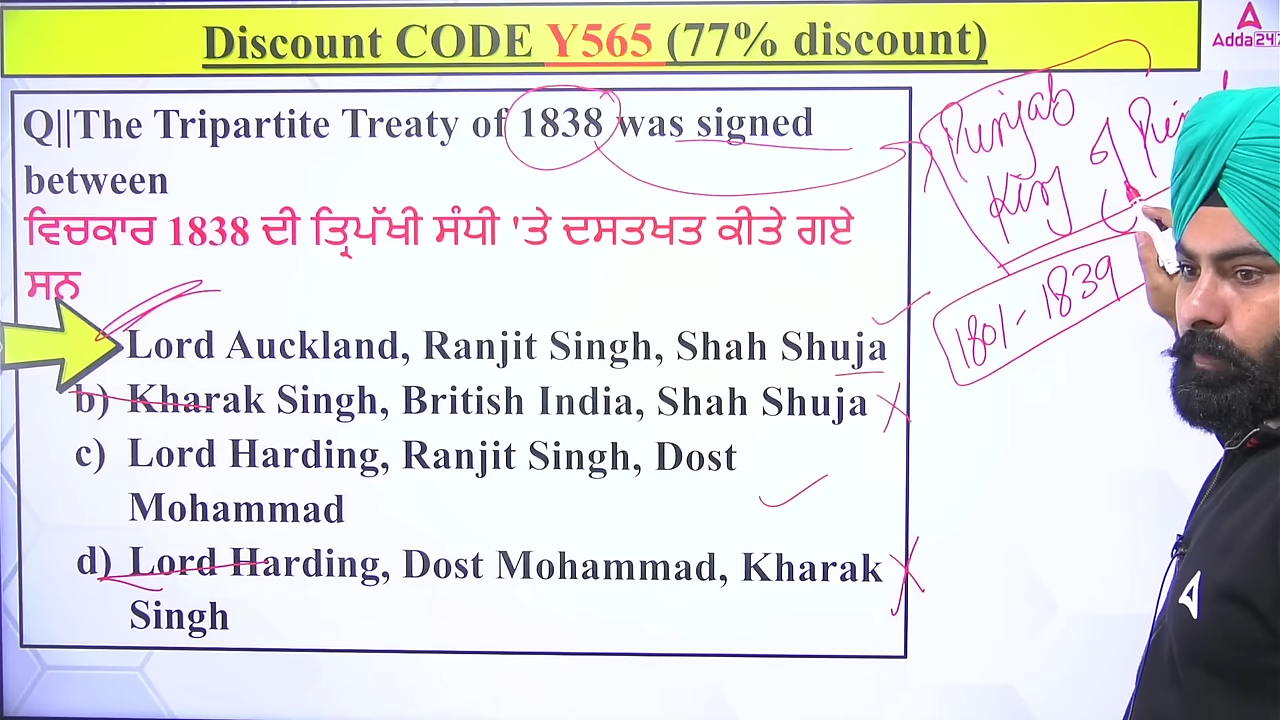 Discount CODE Y565 (77% discount)
Adda247
Q||The Tripartite Treaty of 1838 was signed
between
ਵਿਚਕਾਰ 1838 ਦੀ ਤ੍ਰਿਪੱਖੀ ਸੰਧੀ 'ਤੇ ਦਸਤਖਤ ਕੀਤੇ ਗਏ
ਸਨ
Lord Auckland, Ranjit Singh, Shah Shuja
b) Kharak Singh, British India, Shah Shuja
c) Lord Harding, Ranjit Singh, Dost
Mohammad
d) Lord Harding, Dost Mohammad, Kharak
Singh
Punjab
King of
1801 - 1839